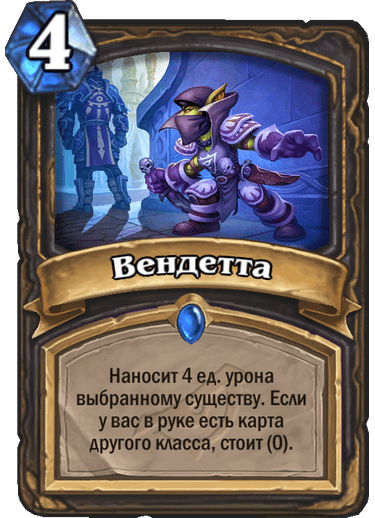 4
Вендетта
Наносит 4 ед. урона
выбранному существу. Если
у вас в руке есть карта
другого класса, стоит (0).